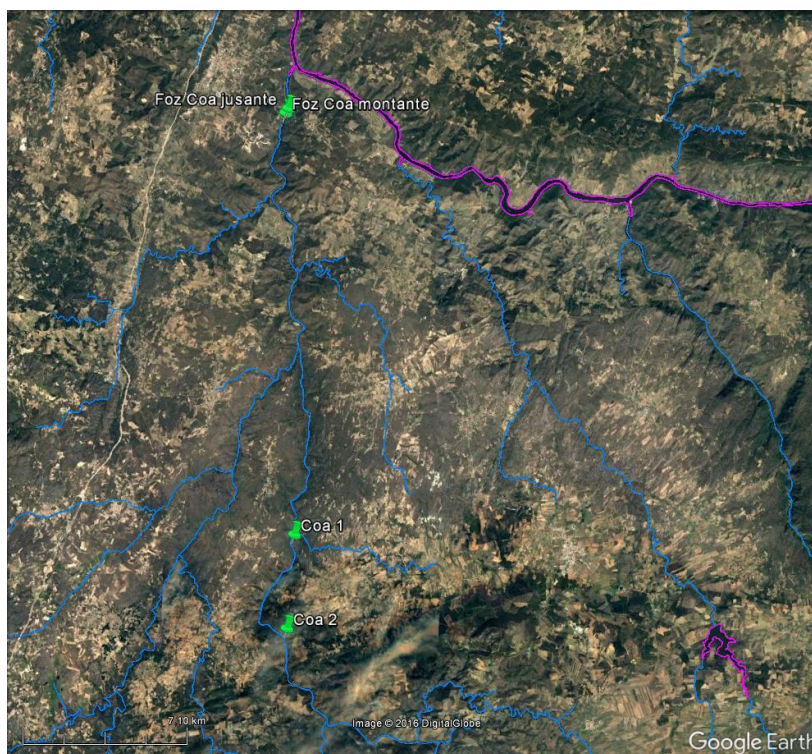 Foz Coa jusante
Foz Coa montante
Coa 1
Coa 2
7.10 km
Image © 2016 DigitalGlobe
Google Earth